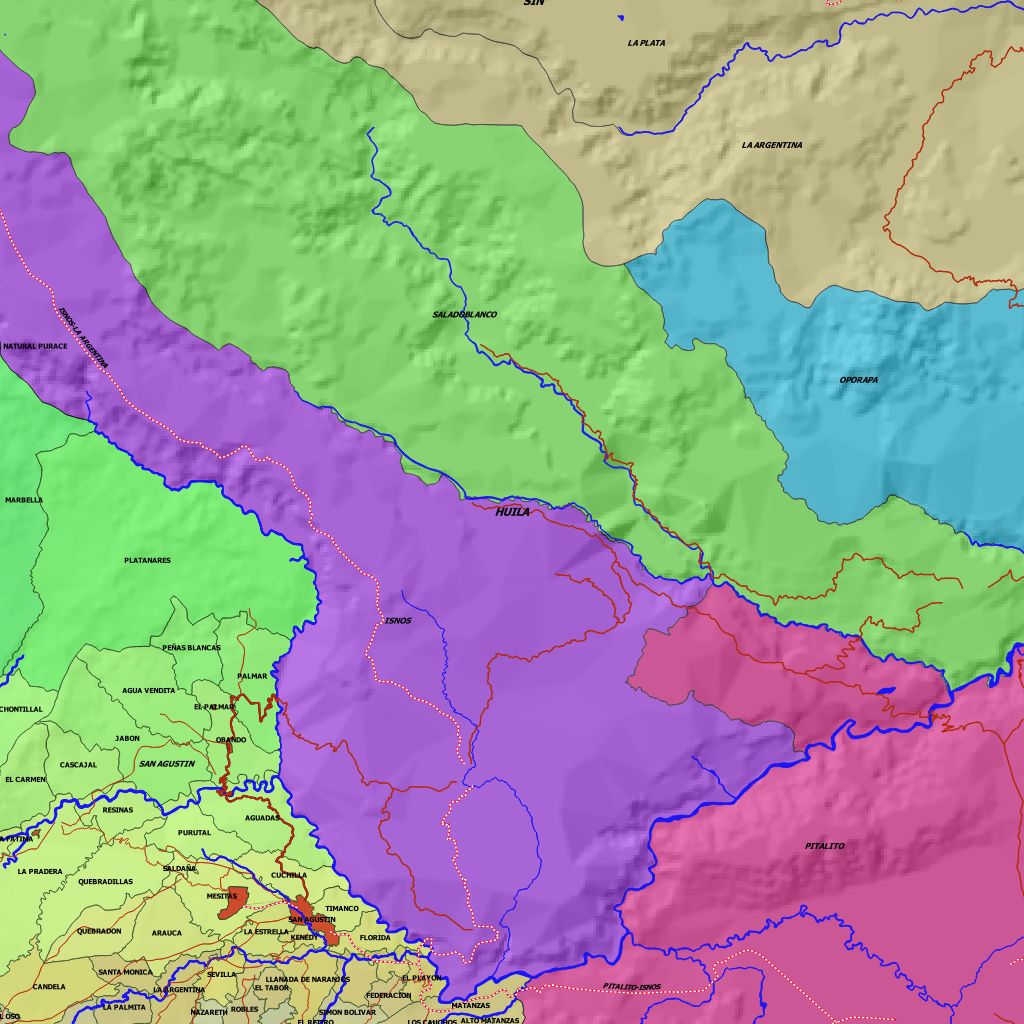 SIN
LA PLATA
LA ARGENTINA
SALADOBLANCO
ISNOS-LA ARGENTINA
NATURAL PURACE
OPORAPA
MARBELLA
HUILA
PLATANARES
ISNOS
PEÑAS BLANCAS
PALMAR
AGUA VENDITA
EL PALMAR
CHONTILLAL
JABON
OBANDO
CASCAJAL
SAN AGUSTIN
EL CARMEN
RESINAS
AGUADAS
PURUTAL
A FATIMA
PITALITO
SALDAÑA
LA PRADERA
QUEBRADILLAS
CUCHILLA
MESITAS
TIMANCO
SAN AGUSTIN
QUEBRADON
ARAUCA
LA ESTRELLA
KENEDY
FLORIDA
SANTA MONICA
SEVILLA
LLANADA DE NARANJOS
EL PLAYON
CANDELA
LA ARGENTINA
EL TABOR
PITALITO-ISNOS
FEDERACION
LA PALMITA
NAZARETH
ROBLES
SIMON BOLIVAR
MATANZAS
L OSO
EL RETIRO
LOS CAUCHOS
ALTO MATANZAS